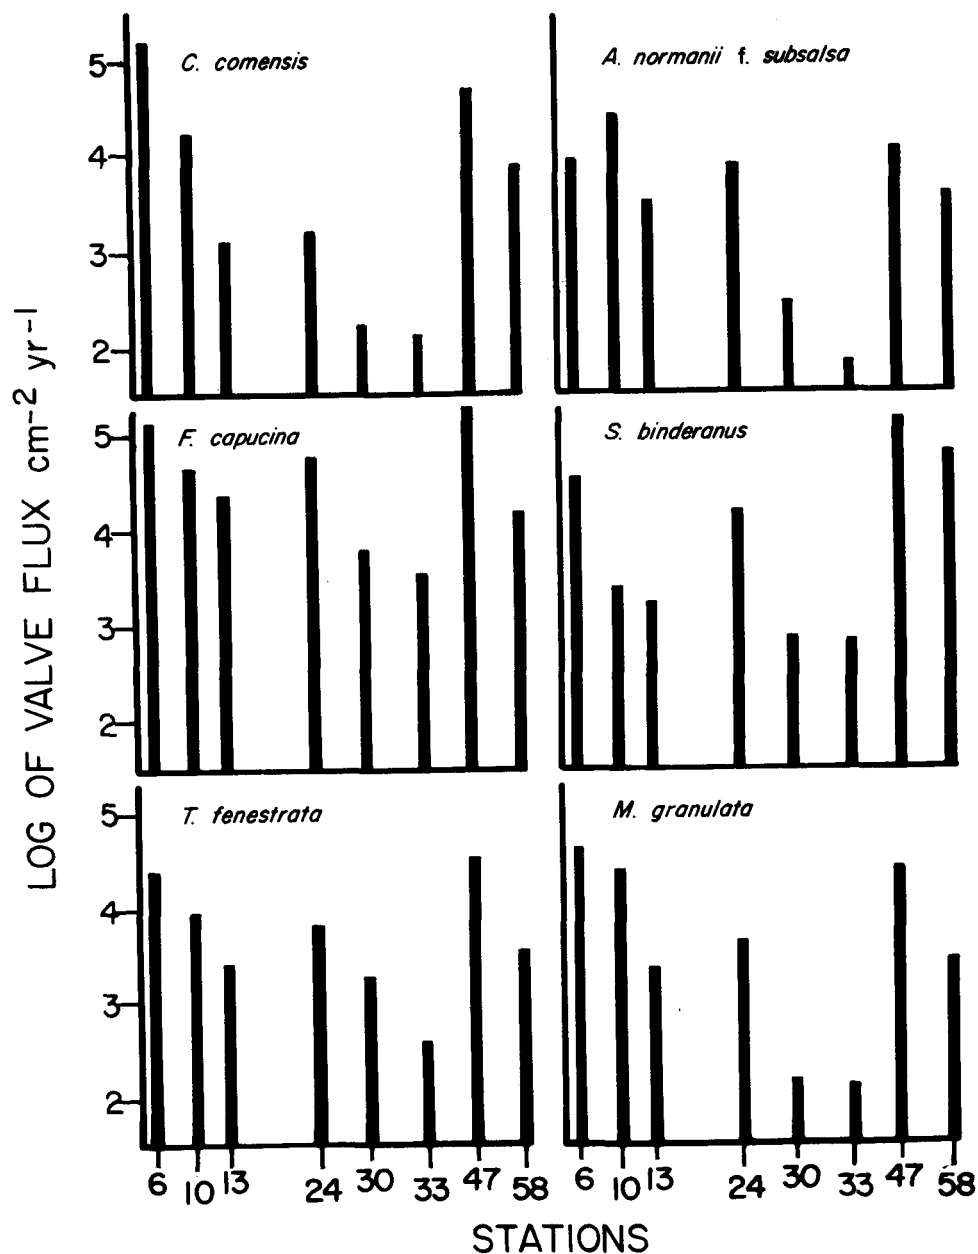 LOG OF VALVE FLUX cm-2 yr-1
C. comensis
5
4
3
2
A. normanii f. subsalsa
F. capucina
5
4
3
2
S. binderanus
T. fenestrata
5
4
3
2
M. granulata
6 10 13 24 30 33 47 58
6 10 13 24 30 33 47 58
STATIONS